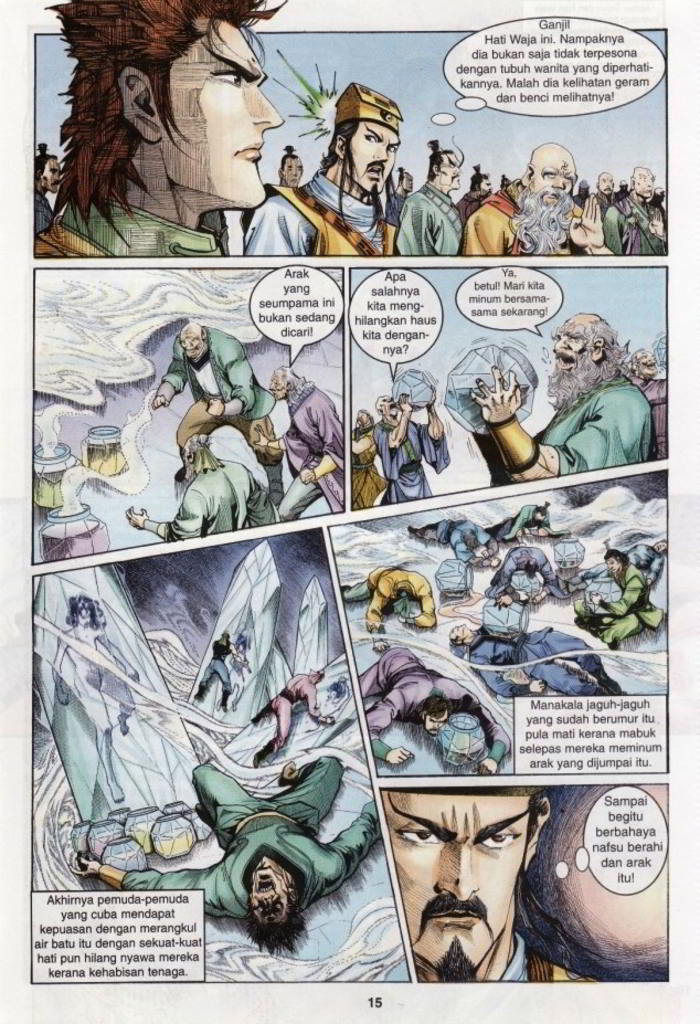 Ganjil
Hati Waja ini. Nampaknya
dia bukan saja tidak terpesona
dengan tubuh wanita yang diperhati-
kannya. Malah dia kelihatan geram
dan benci melihatnya!
Arak
yang
seumpama ini
bukan sedang
dicari!
Apa
salahnya
kita meng-
hilangkan haus
kita dengan-
nya?
Ya,
betul! Mari kita
minum bersama-
sama sekarang!
Akhirnya pemuda-pemuda
yang cuba mendapat
kepuasan dengan merangkul
air batu itu dengan sekuat-kuat
hati pun hilang nyawa mereka
kerana kehabisan tenaga.
Manakala jaguh-jaguh
yang sudah berumur itu
pula mati kerana mabuk
selepas mereka meminum
arak yang dijumpai itu.
Sampai
begitu
berbahaya
nafsu berahi
dan arak
itu!
15